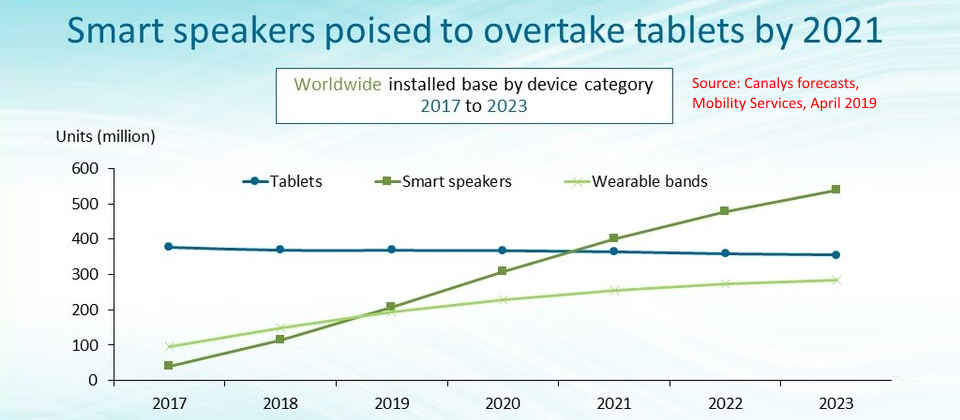 Smart speakers poised to overtake tablets by 2021
Worldwide installed base by device category
2017 to 2023
Source: Canalys forecasts,
Mobility Services, April 2019
Units (million)
Tablets
Smart speakers
Wearable bands
600
500
400
300
200
100
0
2017 2018 2019 2020 2021 2022 2023